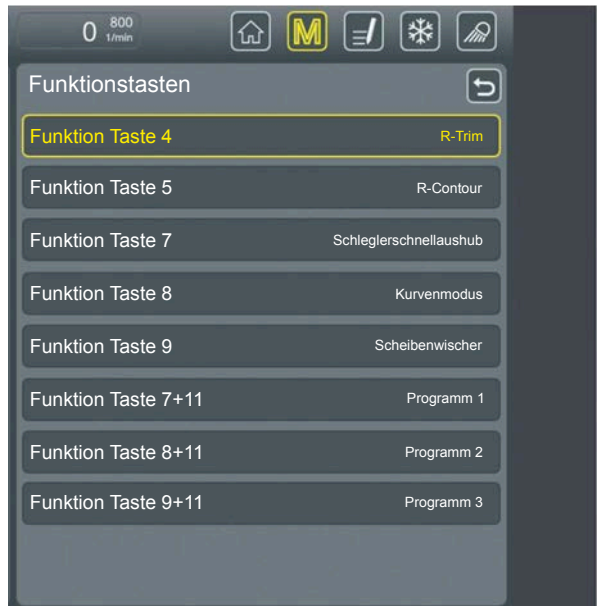 0 800 1/min
M
Funktionstasten
Funktion Taste 4 R-Trim
Funktion Taste 5 R-Contour
Funktion Taste 7 Schleglerschnellaushub
Funktion Taste 8 Kurvenmodus
Funktion Taste 9 Scheibenwischer
Funktion Taste 7+11 Programm 1
Funktion Taste 8+11 Programm 2
Funktion Taste 9+11 Programm 3